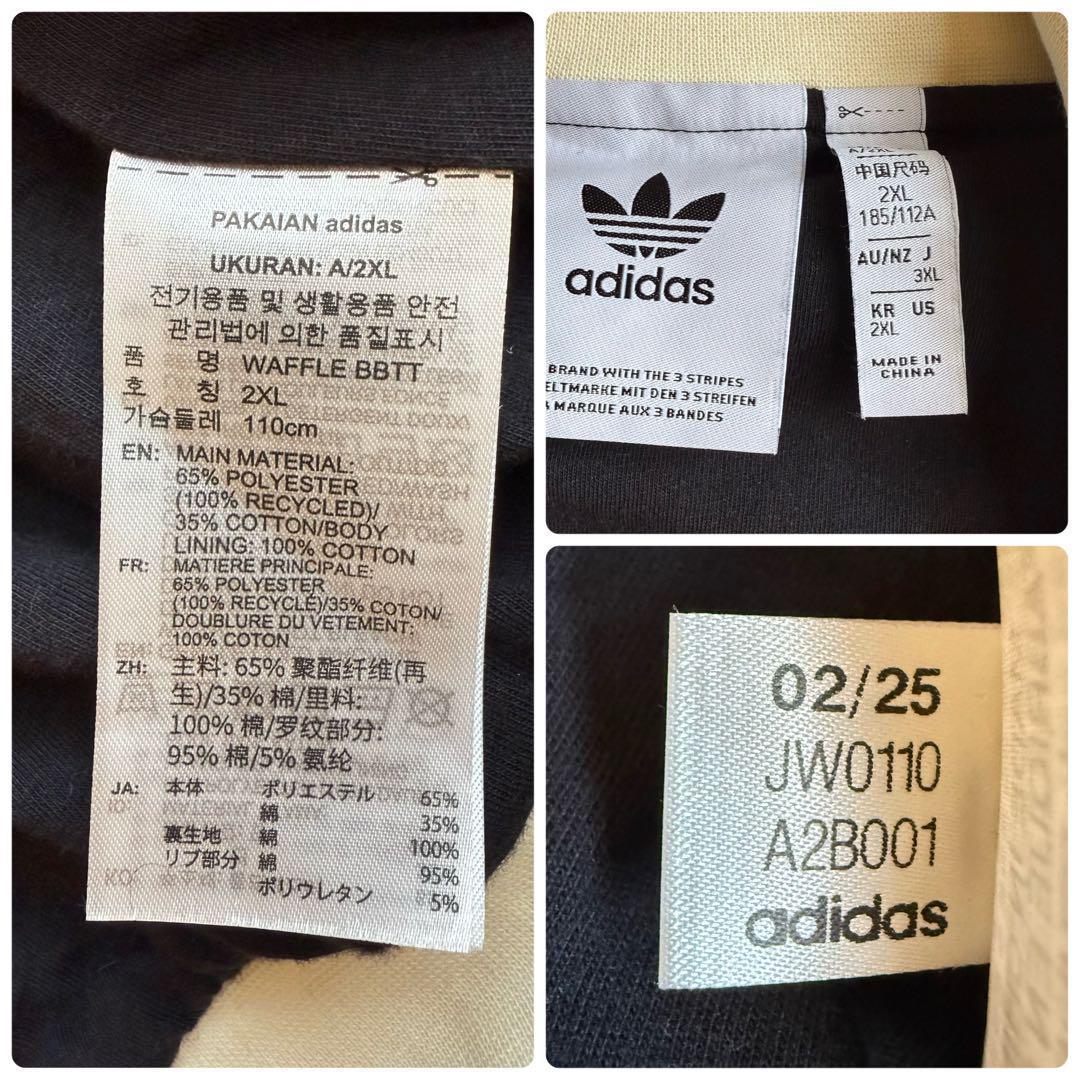 PAKAIAN adidas
UKURAN: A/2XL
전기용품 및 생활용품 안전
관리법에 의한 품질표시
품 명 WAFFLE BBTT
호 칭 2XL
가슴둘레 110cm
EN: MAIN MATERIAL:
65% POLYESTER
(100% RECYCLED)/
35% COTTON/BODY
LINING: 100% COTTON
FR: MATIERE PRINCIPALE:
65% POLYESTER
(100% RECYCLÉ)/35% COTON/
DOUBLURE DU VETEMENT:
100% COTON
ZH: 主料: 65% 聚酯纤维(再
生)/35% 棉/里料:
100% 棉/罗纹部分:
95% 棉/5% 氨纶
JA: 本体 ポリエステル 65%
綿 35%
裏生地 綿 100%
リブ部分 綿 95%
ポリウレタン 5%
adidas
BRAND WITH THE 3 STRIPES
MARKE MIT DEN 3 STREIFEN
MARQUE AUX 3 BANDES
A/2XL
中国尺码
2XL
185/112A
AU/NZ J
3XL
KR US
2XL
MADE IN
CHINA
02/25
JW0110
A2B001
adidas